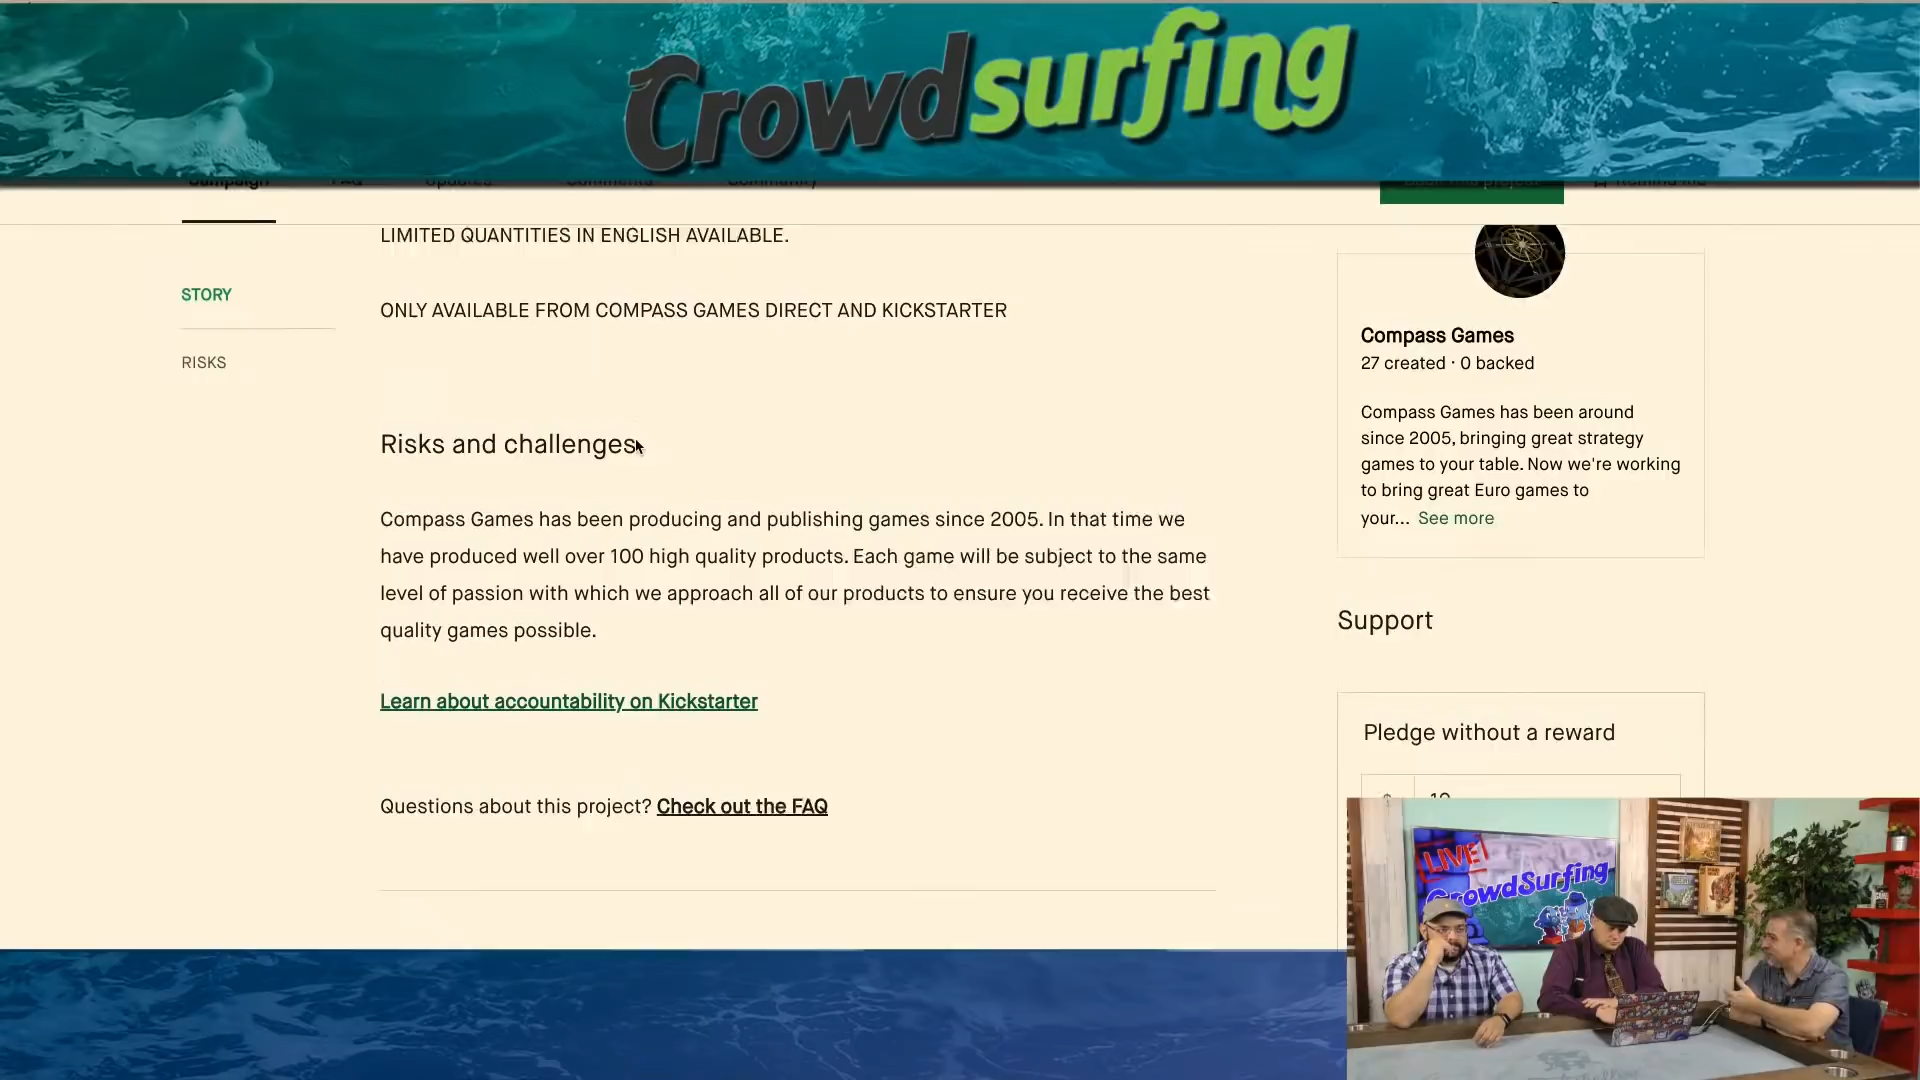 Crowdsurfing
Campaign FAQ Updates Comments Community
Back this project Remind me
LIMITED QUANTITIES IN ENGLISH AVAILABLE.
STORY
ONLY AVAILABLE FROM COMPASS GAMES DIRECT AND KICKSTARTER
RISKS
Risks and challenges
Compass Games has been producing and publishing games since 2005. In that time we
have produced well over 100 high quality products. Each game will be subject to the same
level of passion with which we approach all of our products to ensure you receive the best
quality games possible.
Learn about accountability on Kickstarter
Questions about this project? Check out the FAQ
Compass Games
27 created · 0 backed
Compass Games has been around
since 2005, bringing great strategy
games to your table. Now we're working
to bring great Euro games to
your... See more
Support
Pledge without a reward
$ 10
LIVE
CrowdSurfing